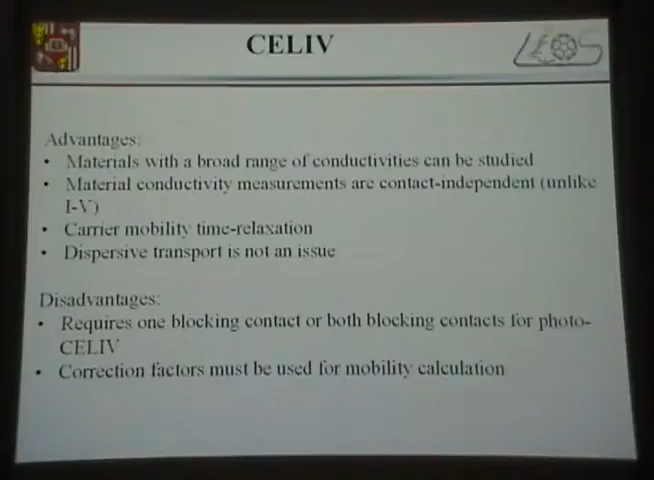 CELIV
Advantages:
• Materials with a broad range of conductivities can be studied
• Material conductivity measurements are contact-independent (unlike
I-V)
• Carrier mobility time-relaxation
• Dispersive transport is not an issue
Disadvantages:
• Requires one blocking contact or both blocking contacts for photo-
CELIV
• Correction factors must be used for mobility calculation